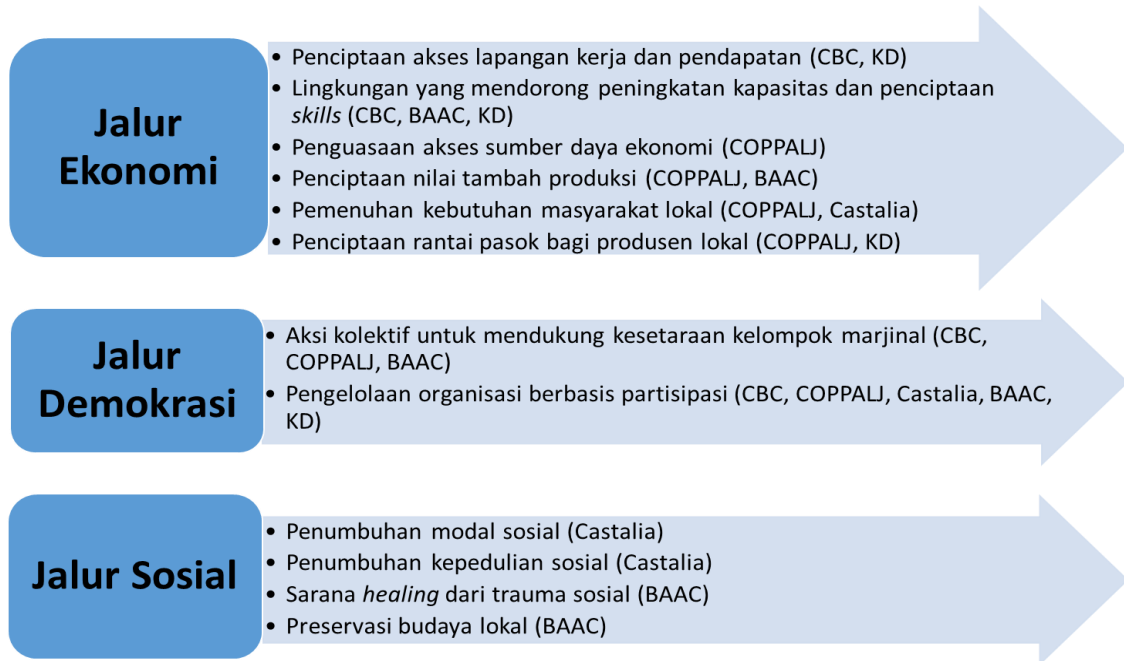 Jalur
Ekonomi
• Penciptaan akses lapangan kerja dan pendapatan (CBC, KD)
• Lingkungan yang mendorong peningkatan kapasitas dan penciptaan
skills (CBC, BAAC, KD)
• Penguasaan akses sumber daya ekonomi (COPPALJ)
• Penciptaan nilai tambah produksi (COPPALJ, BAAC)
• Pemenuhan kebutuhan masyarakat lokal (COPPALJ, Castalia)
• Penciptaan rantai pasok bagi produsen lokal (COPPALJ, KD)
Jalur
Demokrasi
• Aksi kolektif untuk mendukung kesetaraan kelompok marjinal (CBC,
COPPALJ, BAAC)
• Pengelolaan organisasi berbasis partisipasi (CBC, COPPALJ, Castalia, BAAC,
KD)
Jalur Sosial
• Penumbuhan modal sosial (Castalia)
• Penumbuhan kepedulian sosial (Castalia)
• Sarana healing dari trauma sosial (BAAC)
• Preservasi budaya lokal (BAAC)